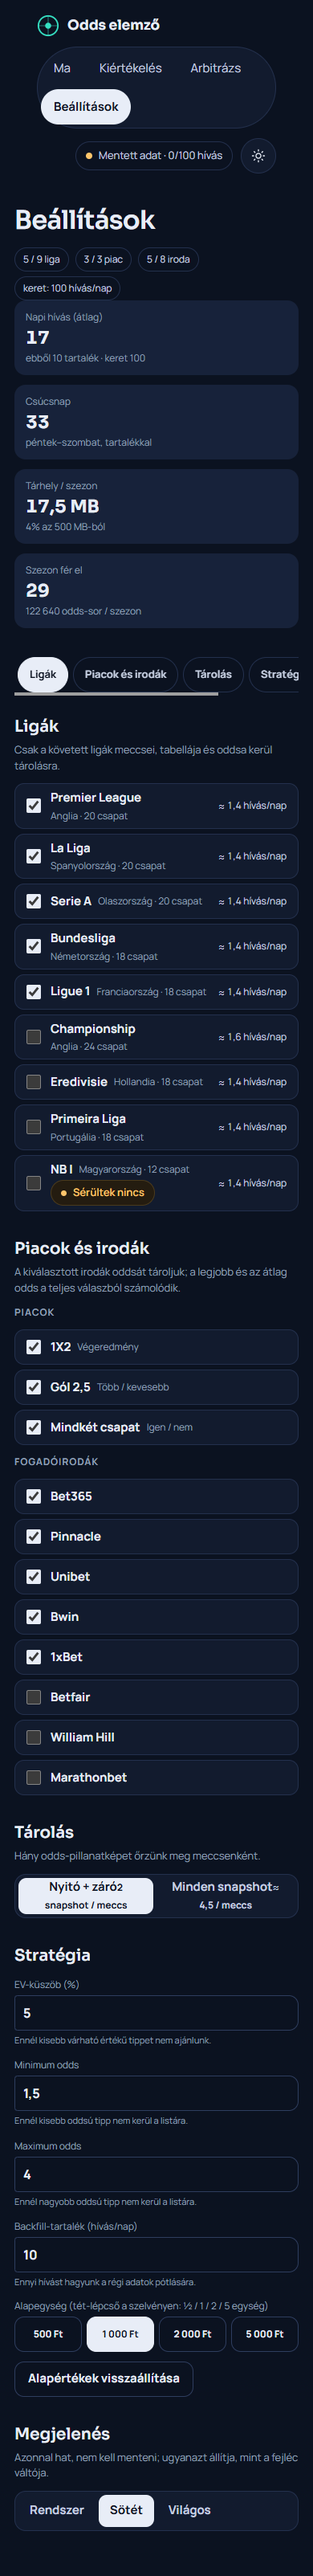 Odds elemző
Ma Kiértékelés Arbitrázs
Beállítások
Mentett adat · 0/100 hívás
Beállítások
5 / 9 liga 3 / 3 piac 5 / 8 iroda
keret: 100 hívás/nap
Napi hívás (átlag)
17
ebből 10 tartalék · keret 100
Csúcsnap
33
péntek–szombat, tartalékkal
Tárhely / szezon
17,5 MB
4% az 500 MB-ból
Szezon fér el
29
122 640 odds-sor / szezon
Ligák Piacok és irodák Tárolás Stratég
Ligák
Csak a követett ligák meccsei, tabellája és oddsa kerül
tárolásra.
Premier League
Anglia · 20 csapat
≈ 1,4 hívás/nap
La Liga
Spanyolország · 20 csapat
≈ 1,4 hívás/nap
Serie A Olaszország · 20 csapat ≈ 1,4 hívás/nap
Bundesliga
Németország · 18 csapat
≈ 1,4 hívás/nap
Ligue 1 Franciaország · 18 csapat ≈ 1,4 hívás/nap
Championship
Anglia · 24 csapat
≈ 1,6 hívás/nap
Eredivisie Hollandia · 18 csapat ≈ 1,4 hívás/nap
Primeira Liga
Portugália · 18 csapat
≈ 1,4 hívás/nap
NB I Magyarország · 12 csapat
Sérültek nincs
≈ 1,4 hívás/nap
Piacok és irodák
A kiválasztott irodák oddsát tároljuk; a legjobb és az átlag
odds a teljes válaszból számolódik.
PIACOK
1X2 Végeredmény
Gól 2,5 Több / kevesebb
Mindkét csapat Igen / nem
FOGADÓIRODÁK
Bet365
Pinnacle
Unibet
Bwin
1xBet
Betfair
William Hill
Marathonbet
Tárolás
Hány odds-pillanatképet őrzünk meg meccsenként.
Nyitó + záró2
snapshot / meccs
Minden snapshot≈
4,5 / meccs
Stratégia
EV-küszöb (%)
5
Ennél kisebb várható értékű tippet nem ajánlunk.
Minimum odds
1,5
Ennél kisebb oddsú tipp nem kerül a listára.
Maximum odds
4
Ennél nagyobb oddsú tipp nem kerül a listára.
Backfill-tartalék (hívás/nap)
10
Ennyi hívást hagyunk a régi adatok pótlására.
Alapegység (tét-lépcső a szelvényen: ½ / 1 / 2 / 5 egység)
500 Ft 1 000 Ft 2 000 Ft 5 000 Ft
Alapértékek visszaállítása
Megjelenés
Azonnal hat, nem kell menteni; ugyanazt állítja, mint a fejléc
váltója.
Rendszer Sötét Világos